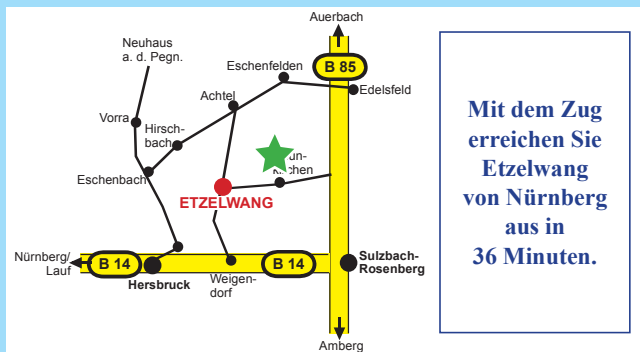 Auerbach
Neuhaus
a. d. Pegn.
Eschenfelden
B 85
Achtel
Edelsfeld
Vorra
Hirsch-
bach
Eschenbach
ETZELWANG
Nürnberg/
Lauf
B 14
Hersbruck
Weigen-
dorf
B 14
Sulzbach-
Rosenberg
Amberg
Mit dem Zug
erreichen Sie
Etzelwang
von Nürnberg
aus in
36 Minuten.